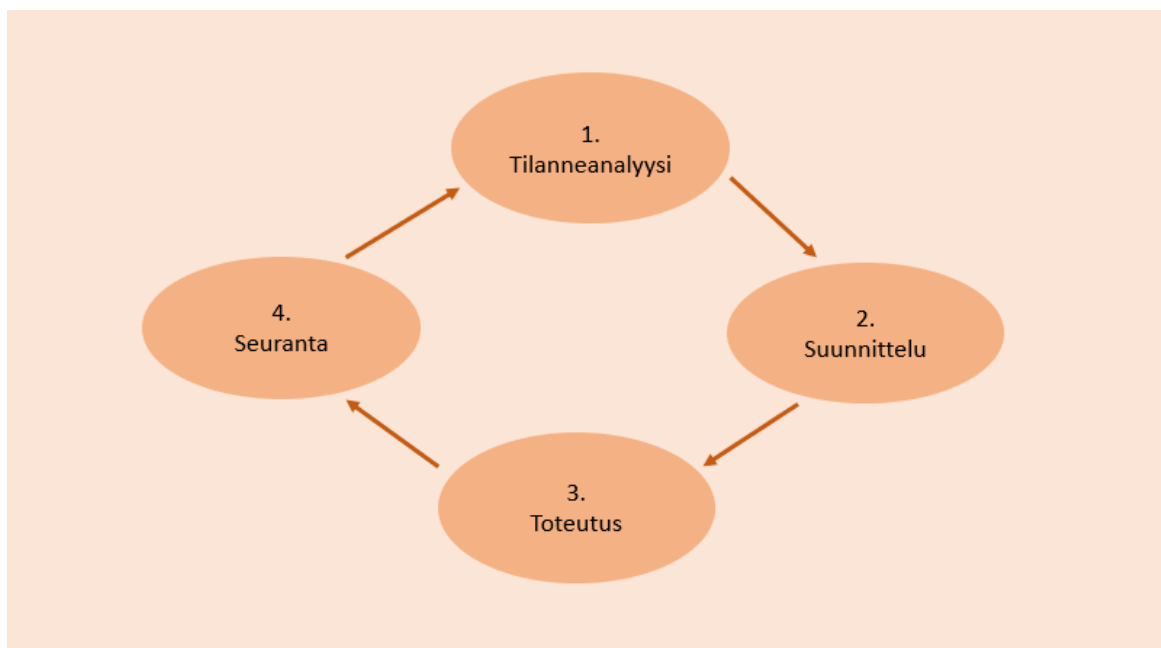 1.
Tilanneanalyysi
2.
Suunnittelu
3.
Toteutus
4.
Seuranta